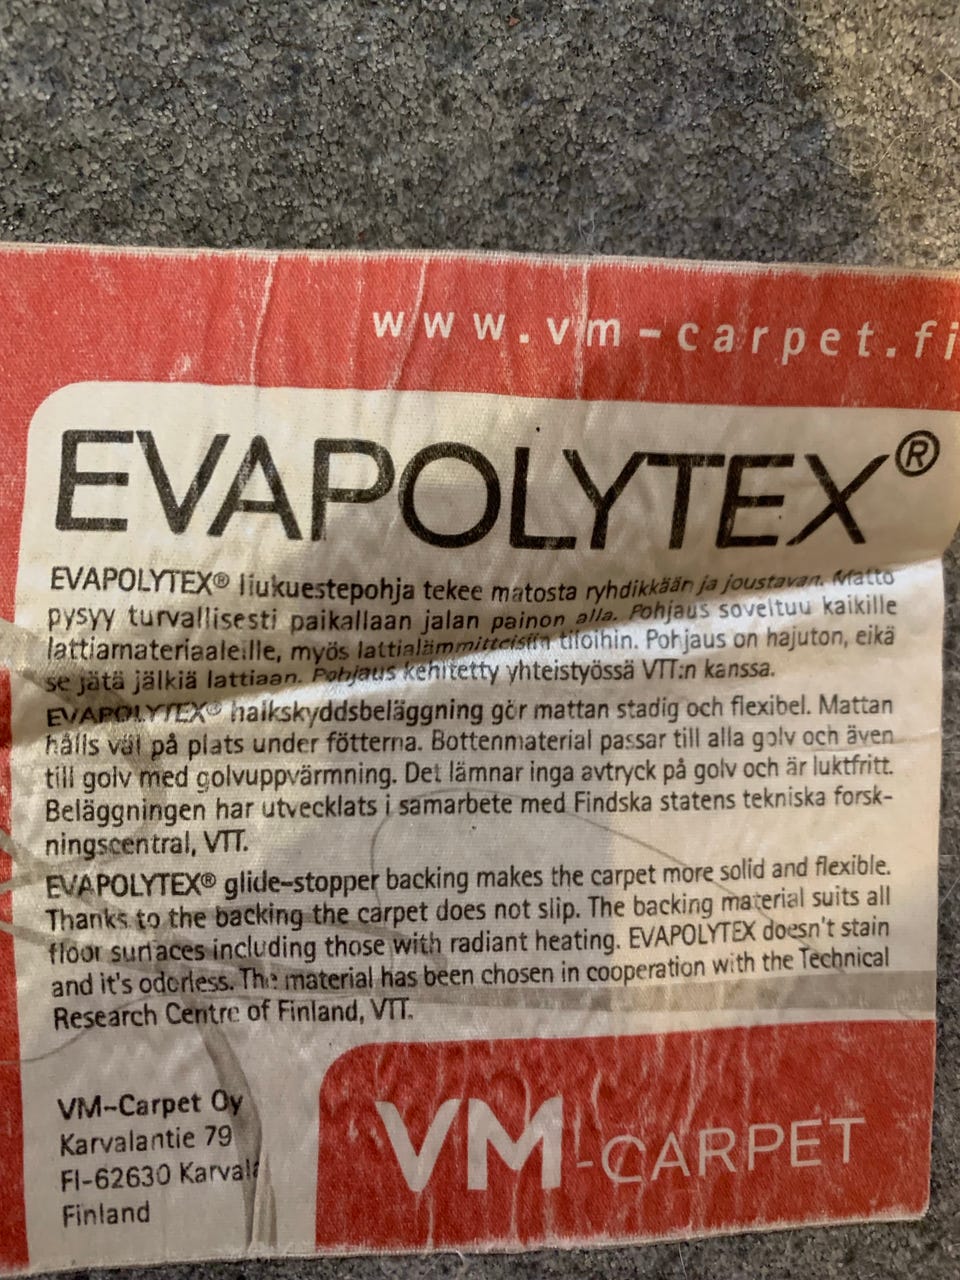 www.vm-carpet.fi
EVAPOLYTEX®
EVAPOLYTEX® liukuestepohja tekee matosta ryhdikkään ja joustavan. Matto
pysyy turvallisesti paikallaan jalan painon alla. Pohjaus soveltuu kaikille
lattiamateriaaleille, myös lattialämmitteisiin tiloihin. Pohjaus on hajuton, eikä
se jätä jälkiä lattiaan. Pohjaus kehitetty yhteistyössä VTT:n kanssa.
EVAPOLYTEX® halkskyddsbeläggning gör mattan stadig och flexibel. Mattan
hålls väl på plats under fötterna. Bottenmaterial passar till alla golv och även
till golv med golvuppvärmning. Det lämnar inga avtryck på golv och är luktfritt.
Beläggningen har utvecklats i samarbete med Findska statens tekniska forsk-
ningscentral, VTT.
EVAPOLYTEX® glide-stopper backing makes the carpet more solid and flexible.
Thanks to the backing the carpet does not slip. The backing material suits all
floor surfaces including those with radiant heating. EVAPOLYTEX doesn't stain
and it's odorless. The material has been chosen in cooperation with the Technical
Research Centre of Finland, VTT.
VM-Carpet Oy
Karvalantie 79
FI-62630 Karvala
Finland
VM-CARPET